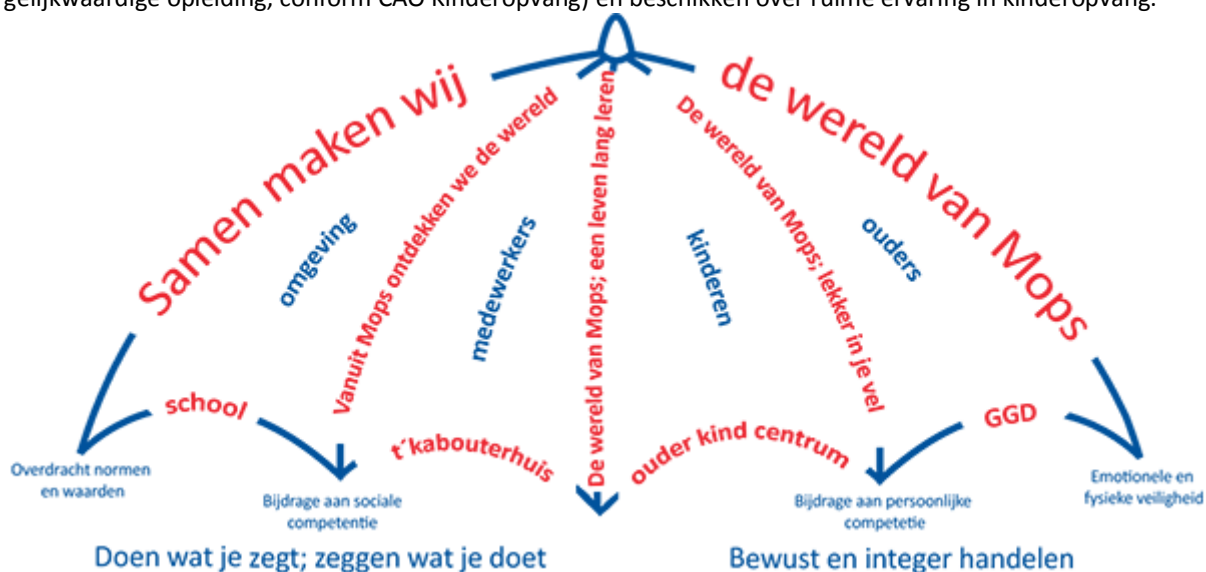 gelijkwaardige opleiding, conform CAO Kinderopvang) en beschikken over ruime ervaring in kinderopvang.
Samen maken wij
de wereld van Mops
omgeving
Vanuit Mops ontdekken we de wereld
medewerkers
De wereld van Mops; een leven lang leren
kinderen
De wereld van Mops; lekker in je vel
ouders
school
t´kabouterhuis
ouder kind centrum
GGD
Overdracht normen
en waarden
Bijdrage aan sociale
competentie
Bijdrage aan persoonlijke
competetie
Emotionele en
fysieke veiligheid
Doen wat je zegt; zeggen wat je doet
Bewust en integer handelen